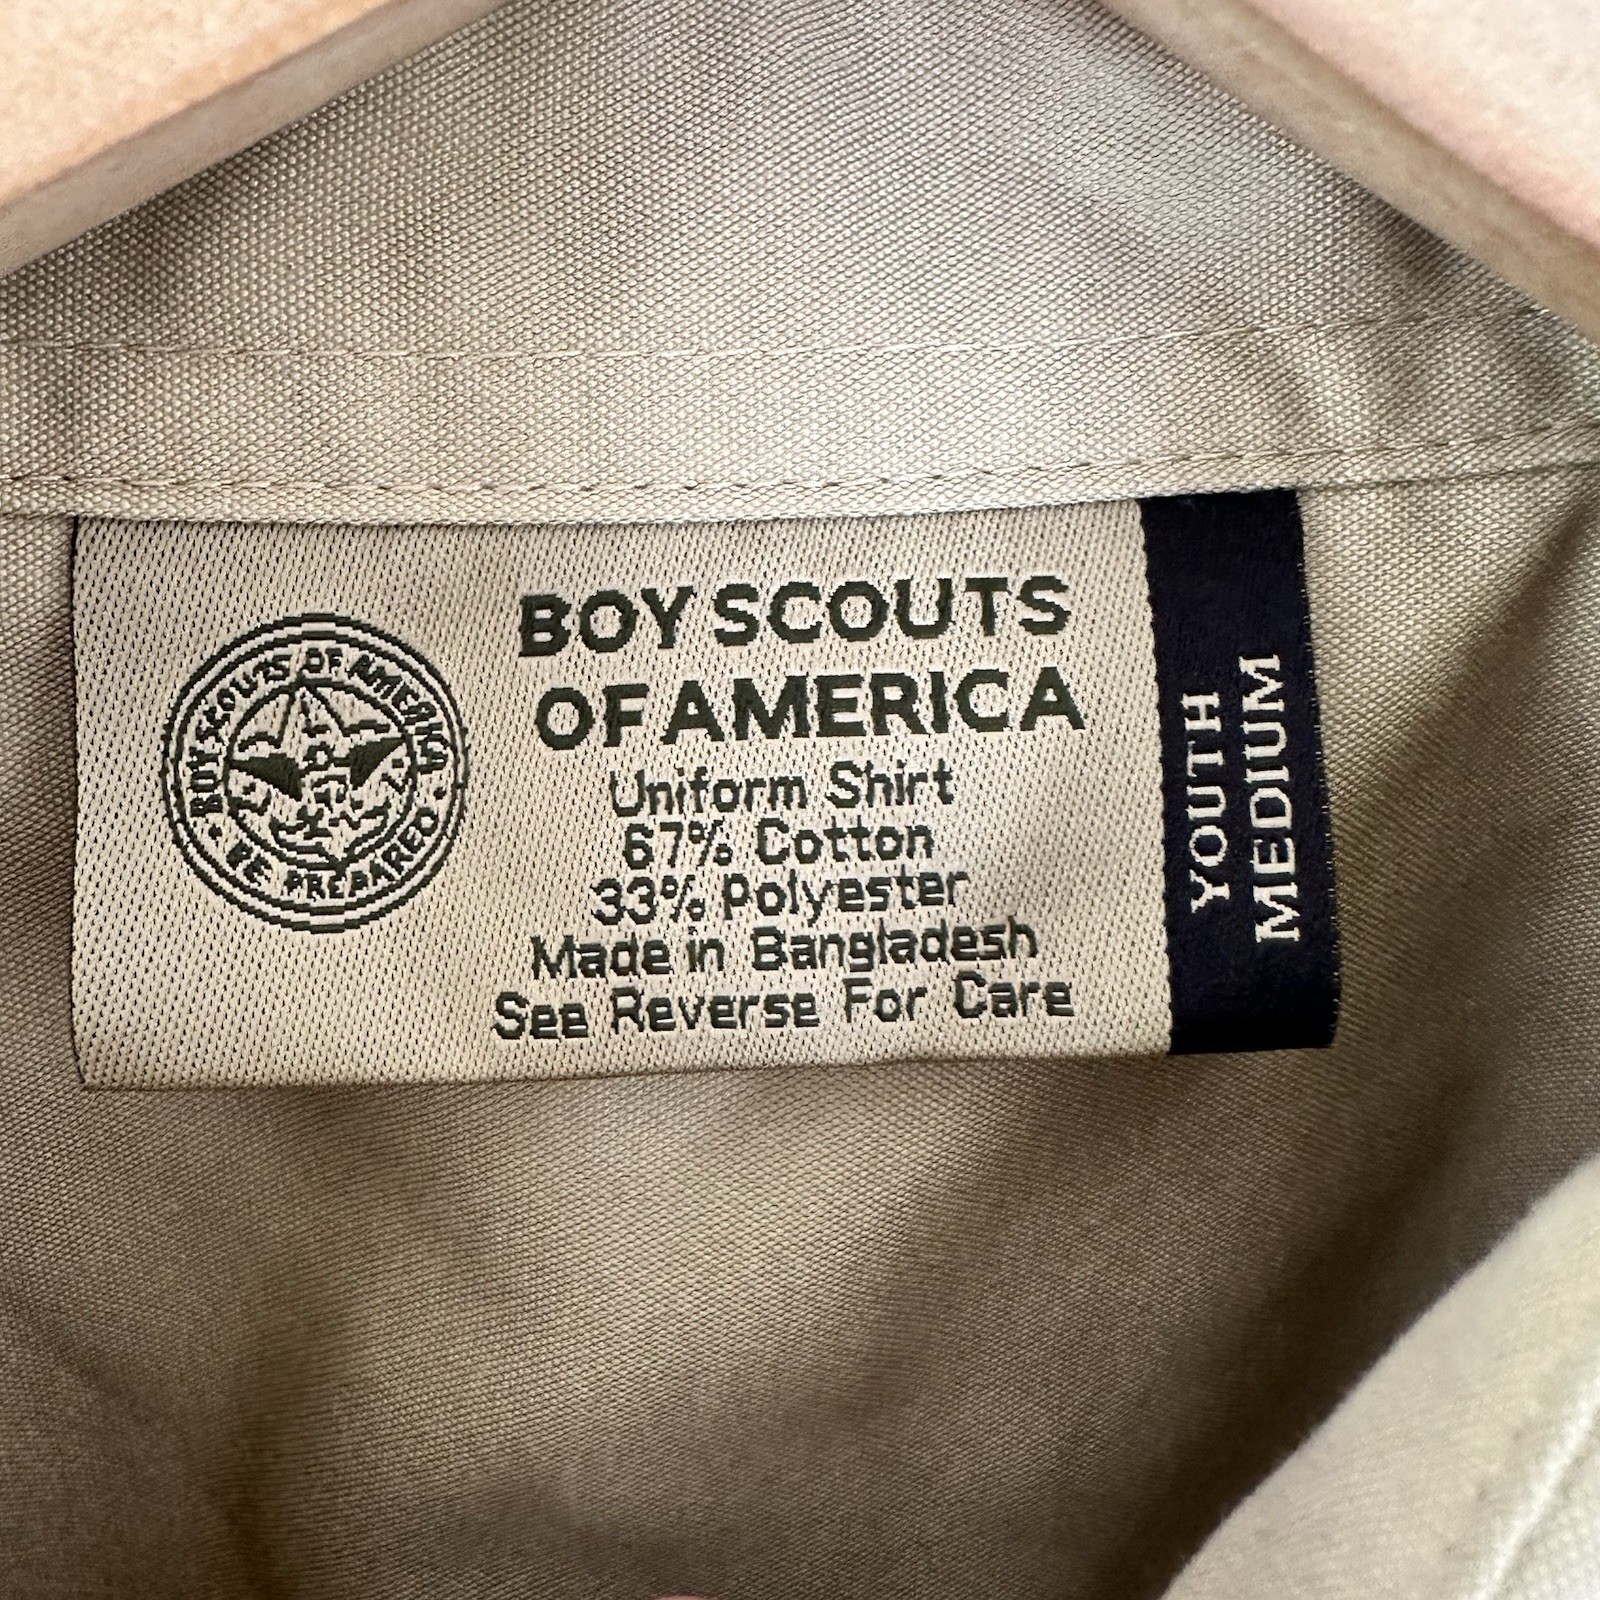 BOY SCOUTS OF AMERICA
• BE PREPARED •
BOY SCOUTS
OF AMERICA
Uniform Shirt
67% Cotton
33% Polyester
Made in Bangladesh
See Reverse For Care
YOUTH
MEDIUM